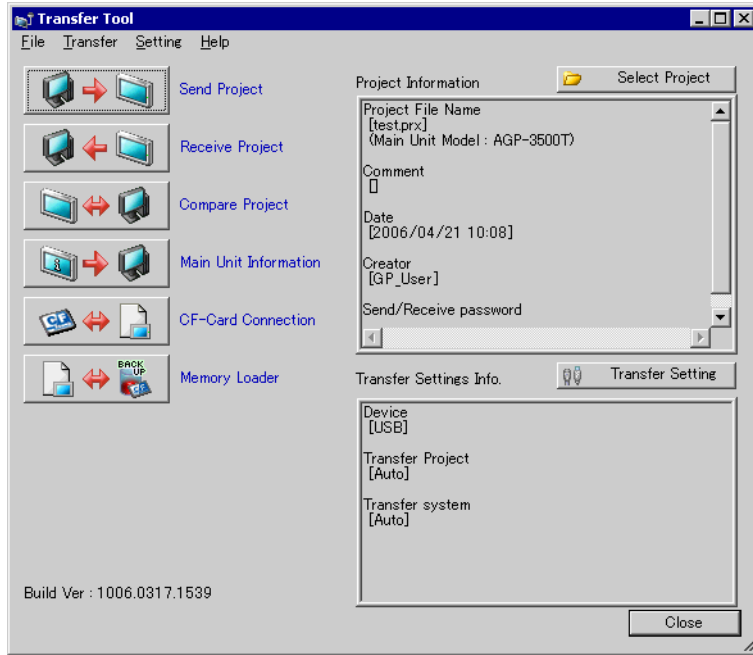 Transfer Tool
File Transfer Setting Help
Send Project
Receive Project
Compare Project
Main Unit Information
CF
CF-Card Connection
BACK
UP
CF
Memory Loader
Build Ver : 1006.0317.1539
Project Information
Select Project
Project File Name
[test.prx]
(Main Unit Model : AGP-3500T)
Comment
[]
Date
[2006/04/21 10:08]
Creator
[GP_User]
Send/Receive password
Transfer Settings Info.
Transfer Setting
Device
[USB]
Transfer Project
[Auto]
Transfer system
[Auto]
Close